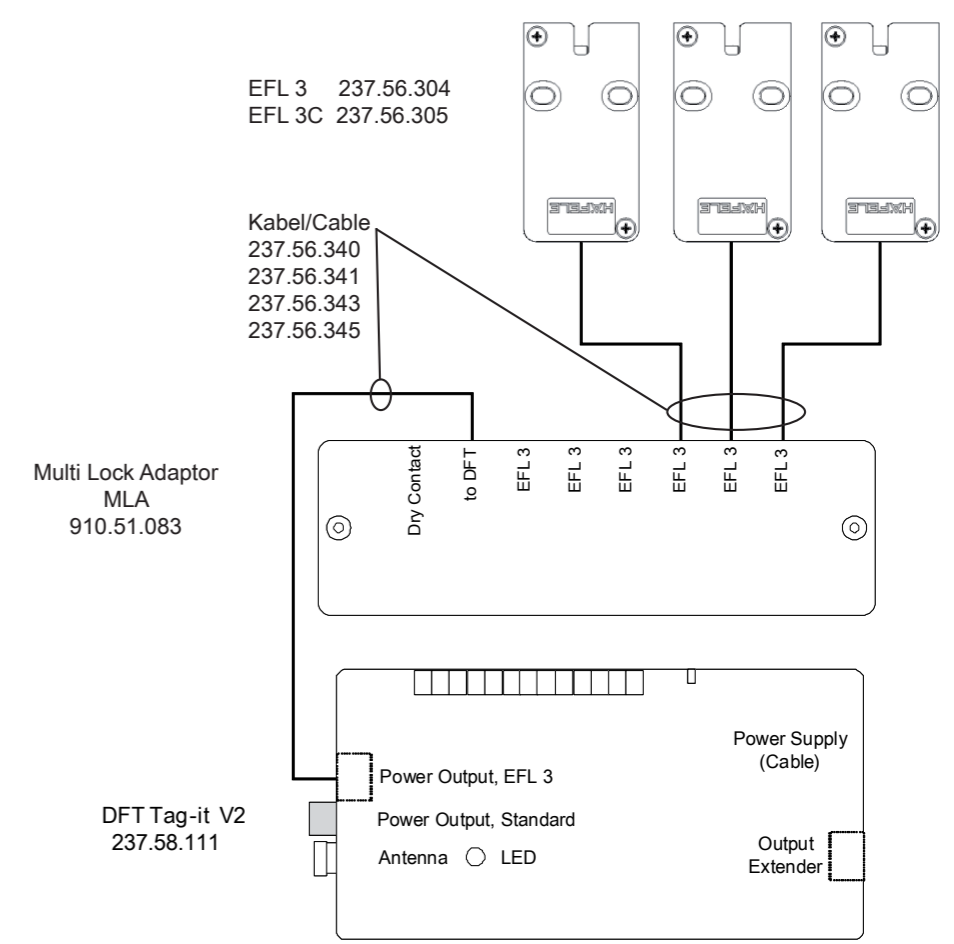 EFL 3 237.56.304
EFL 3C 237.56.305
HÄFELE
HÄFELE
HÄFELE
Kabel/Cable
237.56.340
237.56.341
237.56.343
237.56.345
Multi Lock Adaptor
MLA
910.51.083
Dry Contact
to DFT
EFL 3
EFL 3
EFL 3
EFL 3
EFL 3
EFL 3
Power Supply
(Cable)
Power Output, EFL 3
DFT Tag-it V2
237.58.111
Power Output, Standard
Antenna LED
Output
Extender